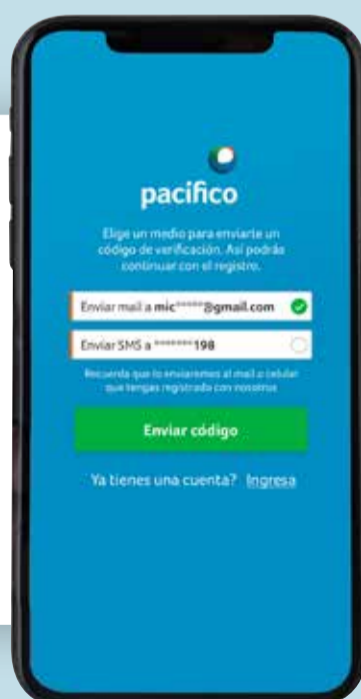 pacífico
Elige un medio para enviarte un
código de verificación. Así podrás
continuar con el registro.
Enviar mail a mic*****@gmail.com
Enviar SMS a *******198
Recuerda que lo enviaremos al mail o celular
que tengas registrado con nosotros
Enviar código
Ya tienes una cuenta? Ingresa